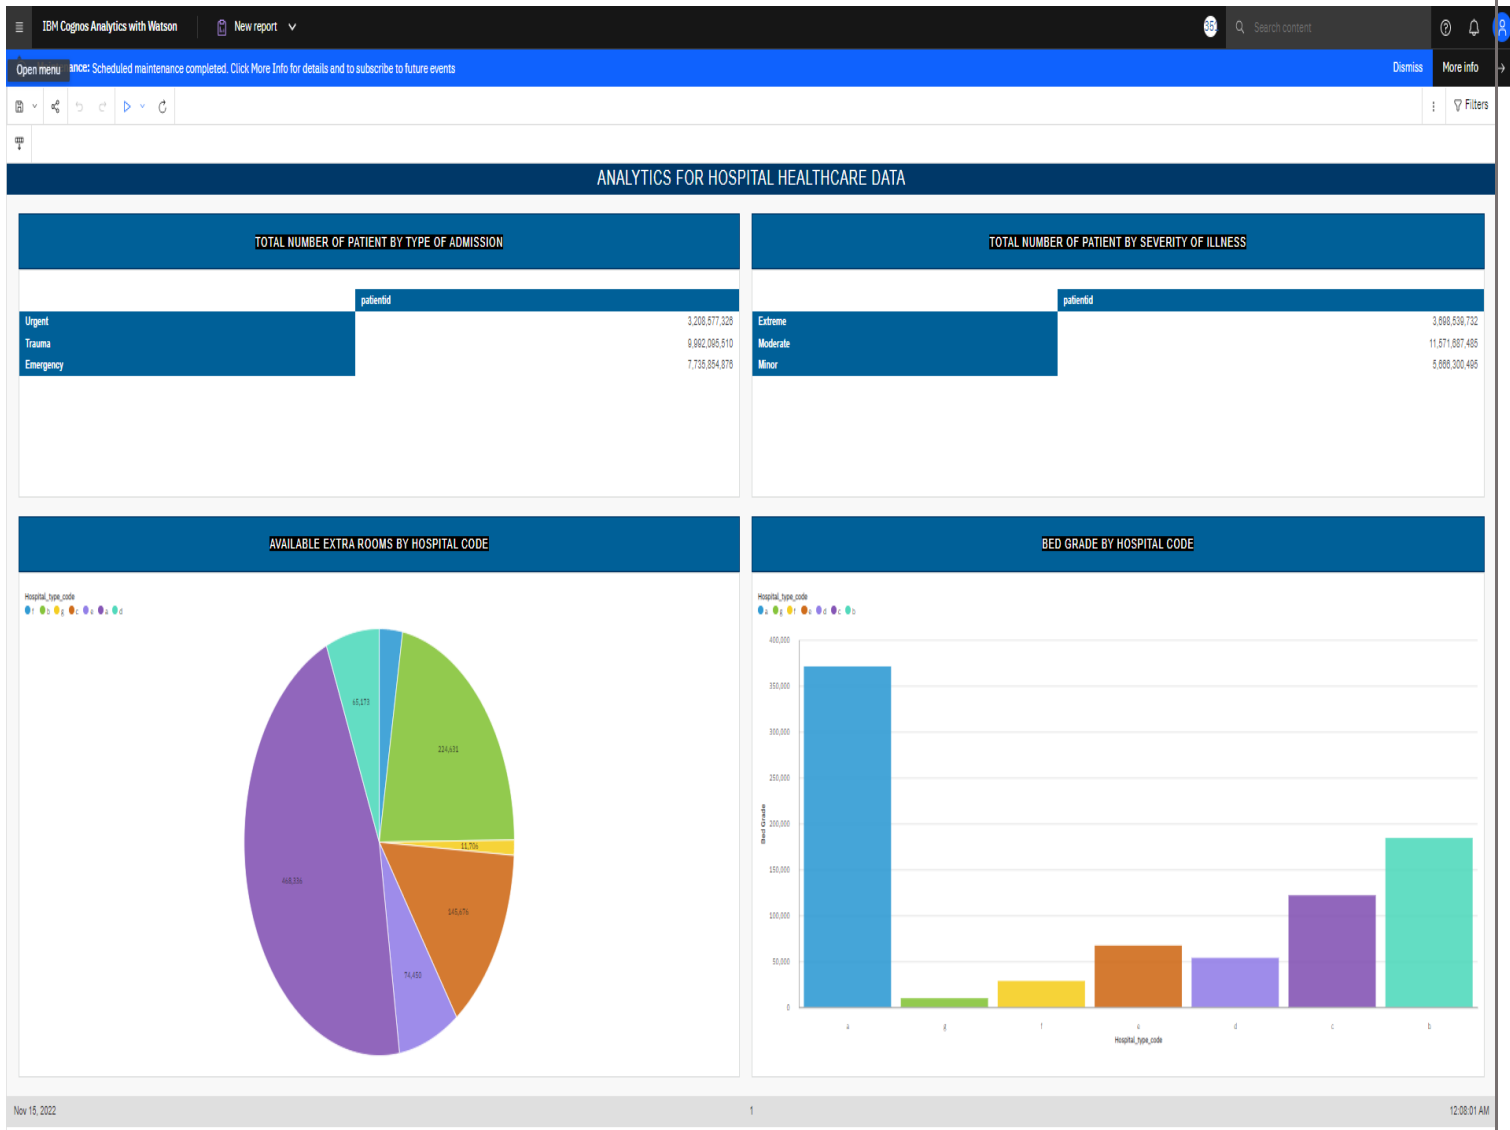 IBM Cognos Analytics with Watson
New report
Search content
Open menu
ance: Scheduled maintenance completed. Click More Info for details and to subscribe to future events
Dismiss
More info
Filters
ANALYTICS FOR HOSPITAL HEALTHCARE DATA
TOTAL NUMBER OF PATIENT BY TYPE OF ADMISSION
patientid
Urgent 3,208,577,326
Trauma 9,992,095,510
Emergency 7,735,854,876
TOTAL NUMBER OF PATIENT BY SEVERITY OF ILLNESS
patientid
Extreme 3,698,539,732
Moderate 11,571,687,485
Minor 5,666,300,495
AVAILABLE EXTRA ROOMS BY HOSPITAL CODE
Hospital_type_code
f b g c e a d
65,173
224,631
11,706
468,336
145,676
74,450
BED GRADE BY HOSPITAL CODE
Hospital_type_code
a g f e d c b
400,000
350,000
300,000
250,000
200,000
150,000
100,000
50,000
0
Bed Grade
a g f e d c b
Hospital_type_code
Nov 15, 2022
1
12:08:01 AM